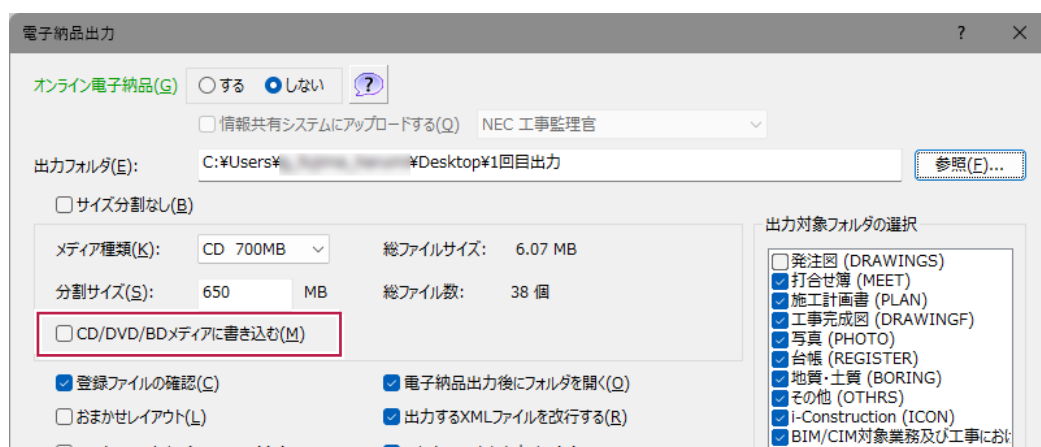 電子納品出力
オンライン電子納品(G) する しない
情報共有システムにアップロードする(Q) NEC 工事監理官
出力フォルダ(E): C:¥Users¥ ¥Desktop¥1回目出力 参照(F)...
サイズ分割なし(B)
メディア種類(K): CD 700MB 総ファイルサイズ: 6.07 MB
分割サイズ(S): 650 MB 総ファイル数: 38 個
CD/DVD/BDメディアに書き込む(M)
登録ファイルの確認(C) 電子納品出力後にフォルダを開く(O)
おまかせレイアウト(L) 出力するXMLファイルを改行する(R)
出力対象フォルダの選択
発注図 (DRAWINGS)
打合せ簿 (MEET)
施工計画書 (PLAN)
工事完成図 (DRAWINGF)
写真 (PHOTO)
台帳 (REGISTER)
地質・土質 (BORING)
その他 (OTHRS)
i-Construction (ICON)
BIM/CIM対象業務及び工事にお